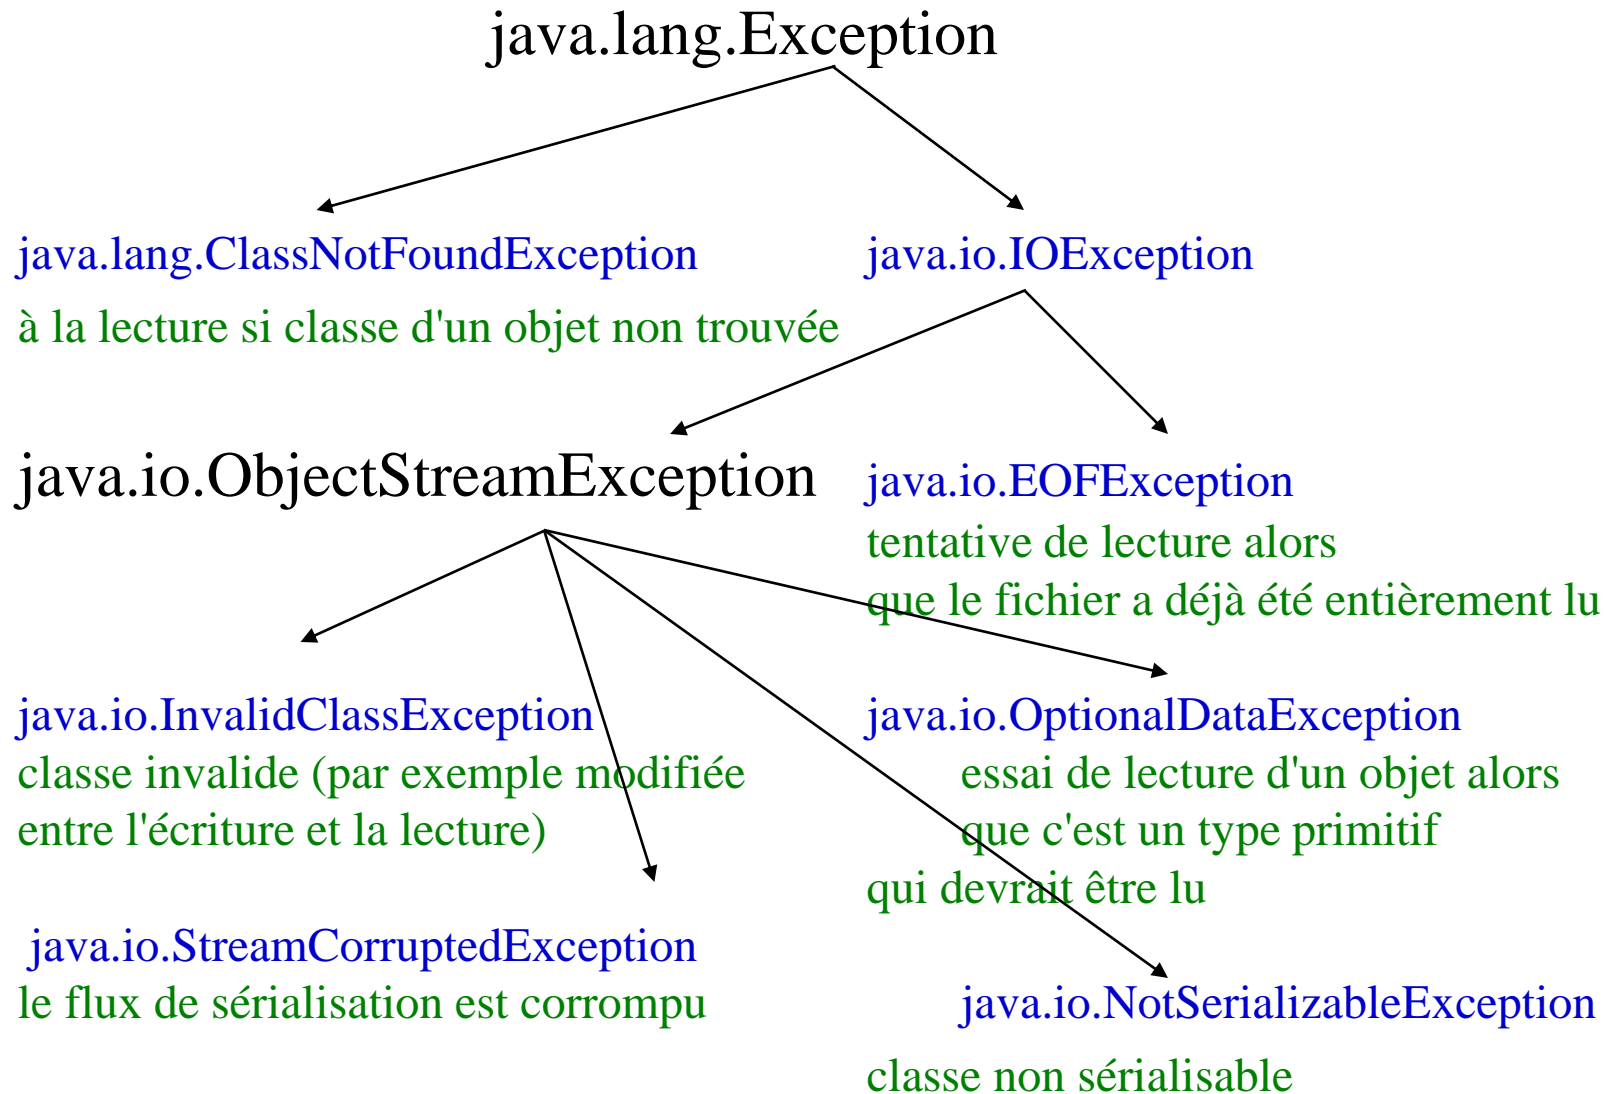 java.lang.Exception
java.lang.ClassNotFoundException
à la lecture si classe d'un objet non trouvée
java.io.IOException
java.io.ObjectStreamException
java.io.EOFException
tentative de lecture alors
que le fichier a déjà été entièrement lu
java.io.InvalidClassException
classe invalide (par exemple modifiée
entre l'écriture et la lecture)
java.io.OptionalDataException
essai de lecture d'un objet alors
que c'est un type primitif
qui devrait être lu
java.io.StreamCorruptedException
le flux de sérialisation est corrompu
java.io.NotSerializableException
classe non sérialisable